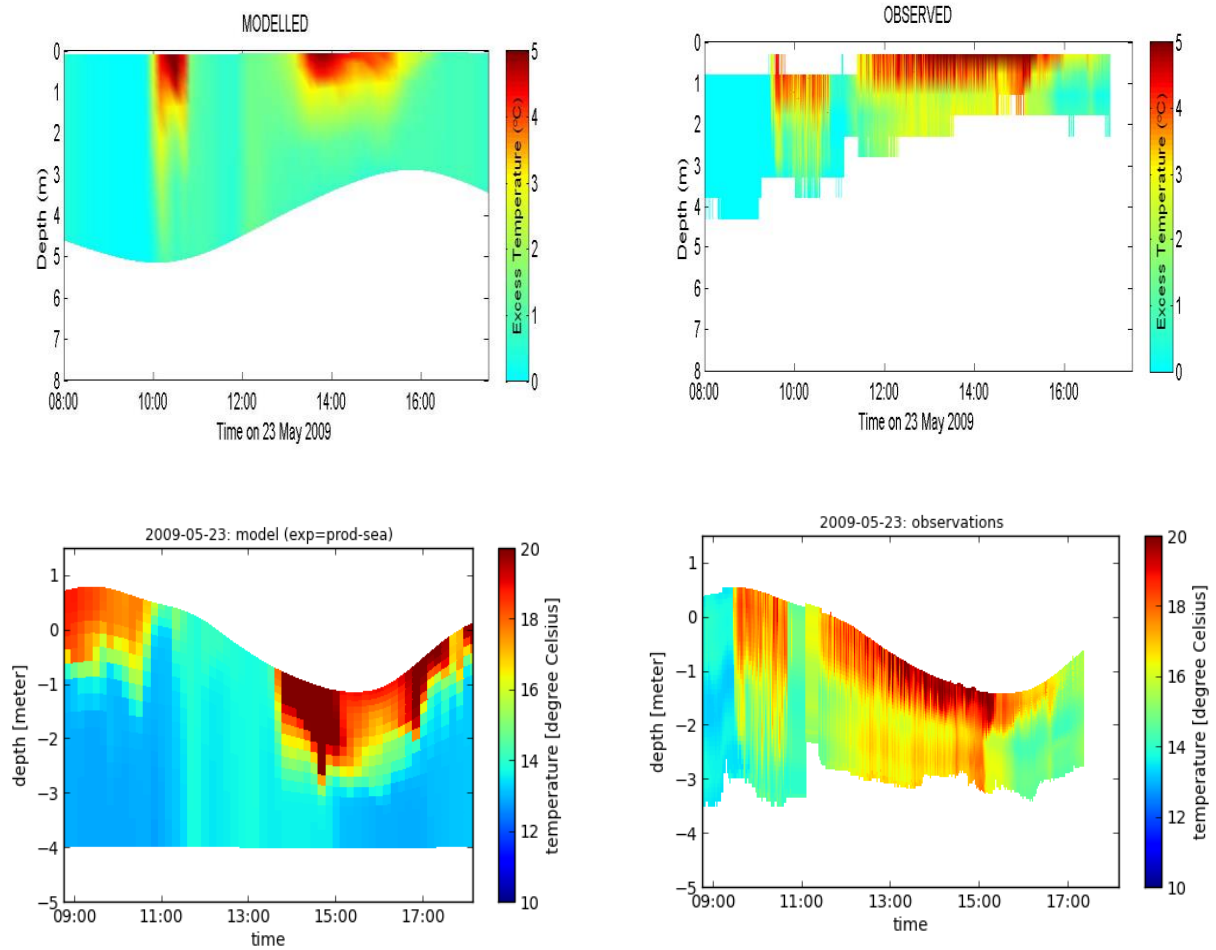 MODELLED
0
1
2
3
4
5
6
7
8
Depth (m)
08:00 10:00 12:00 14:00 16:00
Time on 23 May 2009
5
4
3
2
1
0
Excess Temperature (ºC)
OBSERVED
0
1
2
3
4
5
6
7
8
Depth (m)
08:00 10:00 12:00 14:00 16:00
Time on 23 May 2009
5
4
3
2
1
0
Excess Temperature (ºC)
2009-05-23: model (exp=prod-sea)
1
0
−1
−2
−3
−4
−5
depth [meter]
09:00 11:00 13:00 15:00 17:00
time
20
18
16
14
12
10
temperature [degree Celsius]
2009-05-23: observations
1
0
−1
−2
−3
−4
−5
depth [meter]
09:00 11:00 13:00 15:00 17:00
time
20
18
16
14
12
10
temperature [degree Celsius]